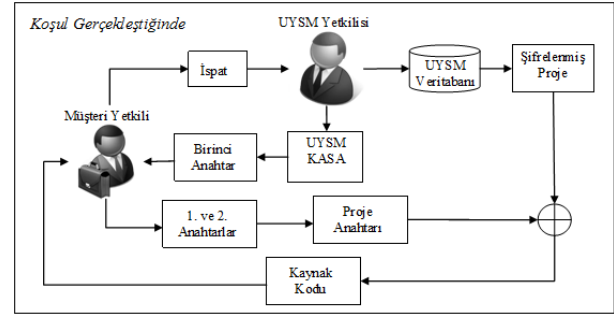 Koşul Gerçekleştiğinde
UYSM Yetkilisi
İspat
UYSM
Veritabanı
Şifrelenmiş
Proje
Müşteri Yetkili
Birinci
Anahtar
UYSM
KASA
1. ve 2.
Anahtarlar
Proje
Anahtarı
Kaynak
Kodu